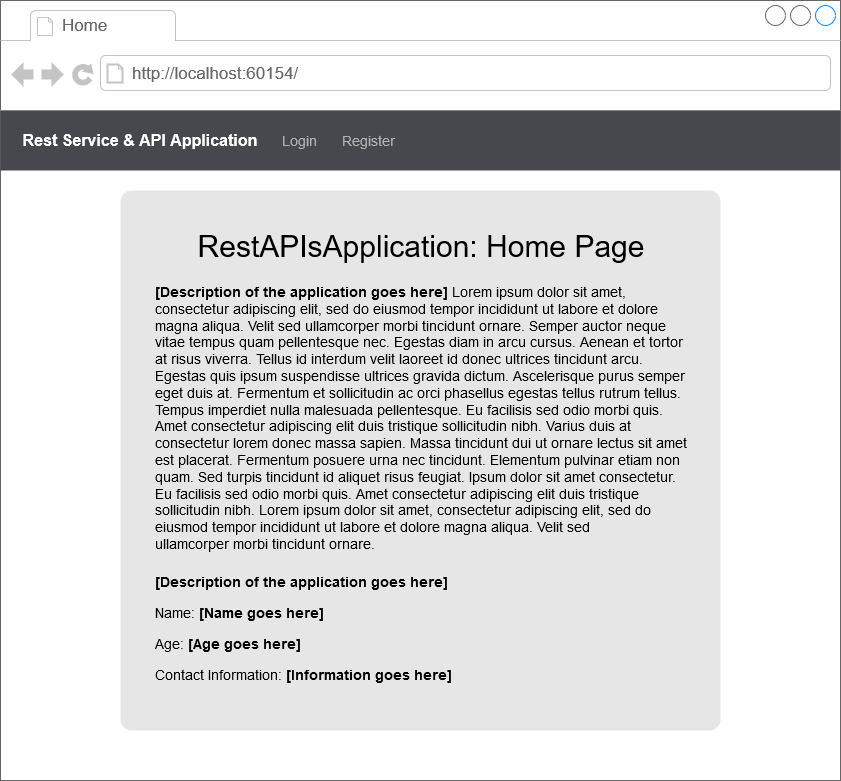 Home
http://localhost:60154/
Rest Service & API Application Login Register
RestAPIsApplication: Home Page
[Description of the application goes here] Lorem ipsum dolor sit amet,
consectetur adipiscing elit, sed do eiusmod tempor incididunt ut labore et dolore
magna aliqua. Velit sed ullamcorper morbi tincidunt ornare. Semper auctor neque
vitae tempus quam pellentesque nec. Egestas diam in arcu cursus. Aenean et tortor
at risus viverra. Tellus id interdum velit laoreet id donec ultrices tincidunt arcu.
Egestas quis ipsum suspendisse ultrices gravida dictum. Ascelerisque purus semper
eget duis at. Fermentum et sollicitudin ac orci phasellus egestas tellus rutrum tellus.
Tempus imperdiet nulla malesuada pellentesque. Eu facilisis sed odio morbi quis.
Amet consectetur adipiscing elit duis tristique sollicitudin nibh. Varius duis at
consectetur lorem donec massa sapien. Massa tincidunt dui ut ornare lectus sit amet
est placerat. Fermentum posuere urna nec tincidunt. Elementum pulvinar etiam non
quam. Sed turpis tincidunt id aliquet risus feugiat. Ipsum dolor sit amet consectetur.
Eu facilisis sed odio morbi quis. Amet consectetur adipiscing elit duis tristique
sollicitudin nibh. Lorem ipsum dolor sit amet, consectetur adipiscing elit, sed do
eiusmod tempor incididunt ut labore et dolore magna aliqua. Velit sed
ullamcorper morbi tincidunt ornare.
[Description of the application goes here]
Name: [Name goes here]
Age: [Age goes here]
Contact Information: [Information goes here]